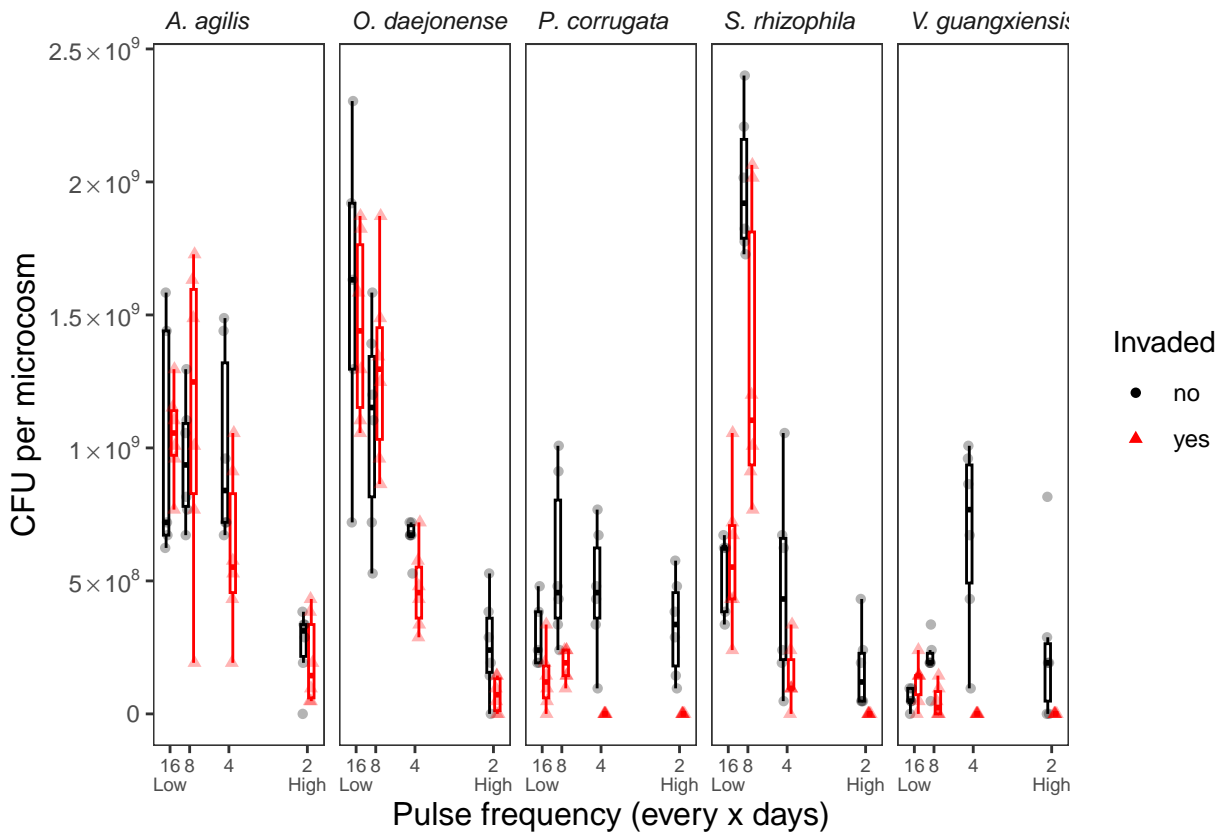 A. agilis O. daejonense P. corrugata S. rhizophila V. guangxiensis
2.5 × 10⁹
2 × 10⁹
1.5 × 10⁹
1 × 10⁹
5 × 10⁸
0
CFU per microcosm
16 8 4 2 16 8 4 2 16 8 4 2 16 8 4 2 16 8 4 2
Low High Low High Low High Low High Low High
Pulse frequency (every x days)
Invaded
no
yes